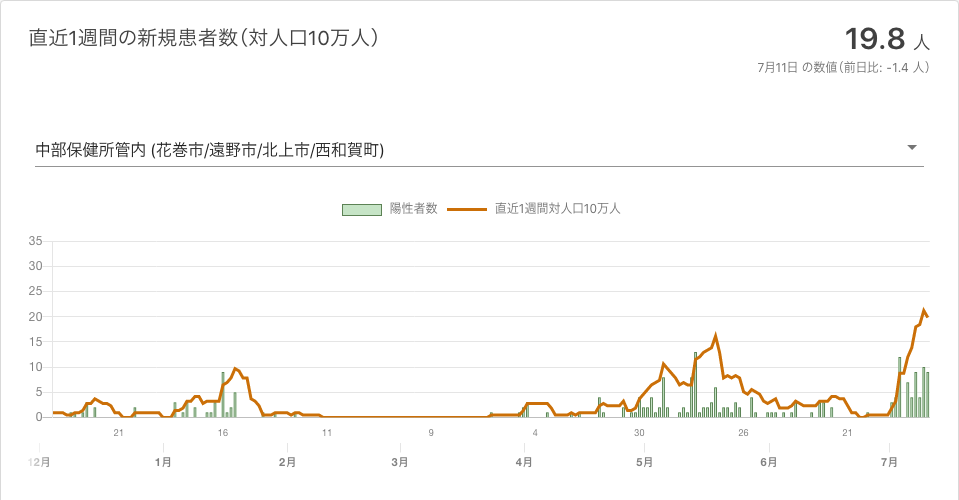 直近1週間の新規患者数（対人口10万人）
19.8 人
7月11日 の数値（前日比: -1.4 人）
中部保健所管内 (花巻市/遠野市/北上市/西和賀町)
陽性者数 直近1週間対人口10万人
35
30
25
20
15
10
5
0
21 16 11 9 4 30 26 21
12月 1月 2月 3月 4月 5月 6月 7月